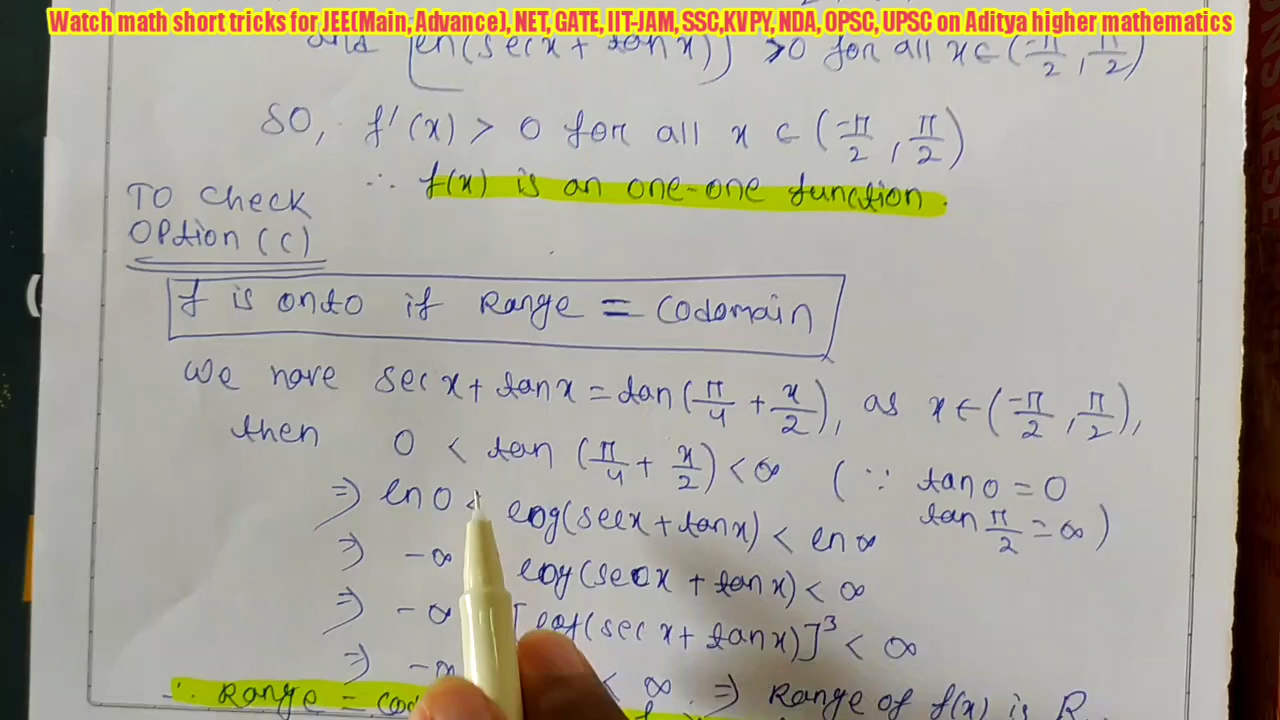 Watch math short tricks for JEE(Main, Advance), NET, GATE, IIT-JAM, SSC,KVPY, NDA, OPSC, UPSC on Aditya higher mathematics
and [ln(secx + tan x)] >0 for all x∈(-π/2, π/2)
SO, f'(x) > 0 for all x ∈ (-π/2, π/2)
∴ f(x) is an one-one function.
TO Check
OPtion (C)
f is onto if Range = Codomain
We have sec x + tan x = tan(π/4 + x/2), as x∈(-π/2, π/2),
then 0 < tan (π/4 + x/2) < ∞ (∵ tan 0 = 0
tan π/2 = ∞)
⇒ ln 0 < log(secx + tanx) < ln ∞
⇒ -∞ log(secx + tan x) < ∞
⇒ -∞ [log(sec x + tan x)]³ < ∞
⇒ -∞ < ∞ ⇒ Range of f(x) is R
∴ Range =